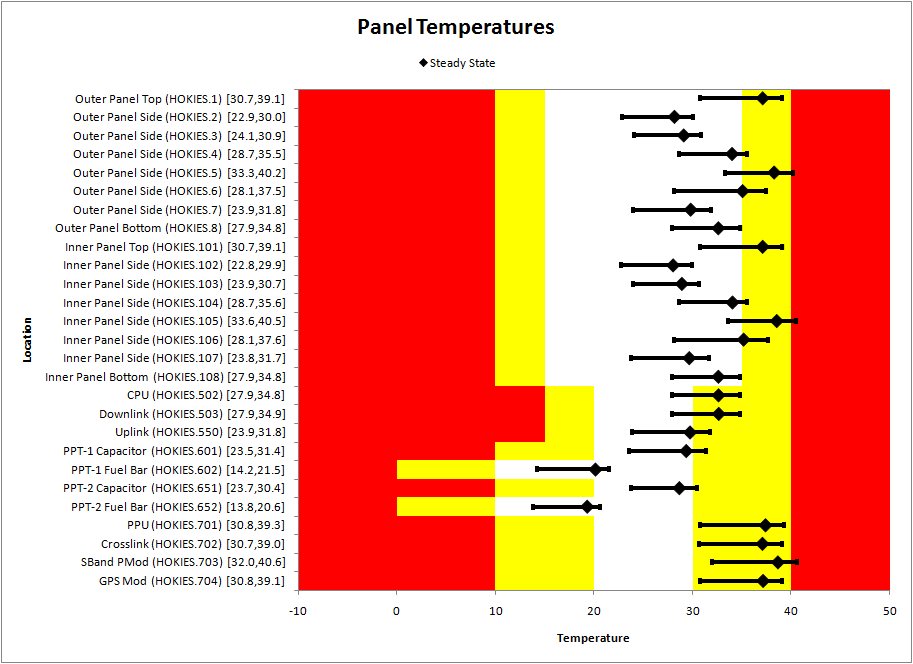 Panel Temperatures
Steady State
Outer Panel Top (HOKIES.1) [30.7,39.1]
Outer Panel Side (HOKIES.2) [22.9,30.0]
Outer Panel Side (HOKIES.3) [24.1,30.9]
Outer Panel Side (HOKIES.4) [28.7,35.5]
Outer Panel Side (HOKIES.5) [33.3,40.2]
Outer Panel Side (HOKIES.6) [28.1,37.5]
Outer Panel Side (HOKIES.7) [23.9,31.8]
Outer Panel Bottom (HOKIES.8) [27.9,34.8]
Inner Panel Top (HOKIES.101) [30.7,39.1]
Inner Panel Side (HOKIES.102) [22.8,29.9]
Inner Panel Side (HOKIES.103) [23.9,30.7]
Inner Panel Side (HOKIES.104) [28.7,35.6]
Inner Panel Side (HOKIES.105) [33.6,40.5]
Inner Panel Side (HOKIES.106) [28.1,37.6]
Inner Panel Side (HOKIES.107) [23.8,31.7]
Inner Panel Bottom (HOKIES.108) [27.9,34.8]
CPU (HOKIES.502) [27.9,34.8]
Downlink (HOKIES.503) [27.9,34.9]
Uplink (HOKIES.550) [23.9,31.8]
PPT-1 Capacitor (HOKIES.601) [23.5,31.4]
PPT-1 Fuel Bar (HOKIES.602) [14.2,21.5]
PPT-2 Capacitor (HOKIES.651) [23.7,30.4]
PPT-2 Fuel Bar (HOKIES.652) [13.8,20.6]
PPU (HOKIES.701) [30.8,39.3]
Crosslink (HOKIES.702) [30.7,39.0]
SBand PMod (HOKIES.703) [32.0,40.6]
GPS Mod (HOKIES.704) [30.8,39.1]
Location
-10 0 10 20 30 40 50
Temperature